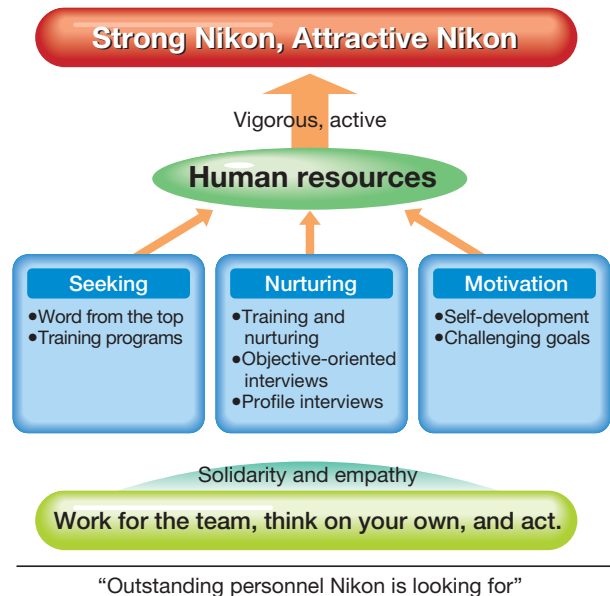 Strong Nikon, Attractive Nikon
Vigorous, active
Human resources
Seeking
●Word from the top
●Training programs
Nurturing
●Training and
nurturing
●Objective-oriented
interviews
●Profile interviews
Motivation
●Self-development
●Challenging goals
Solidarity and empathy
Work for the team, think on your own, and act.
“Outstanding personnel Nikon is looking for”